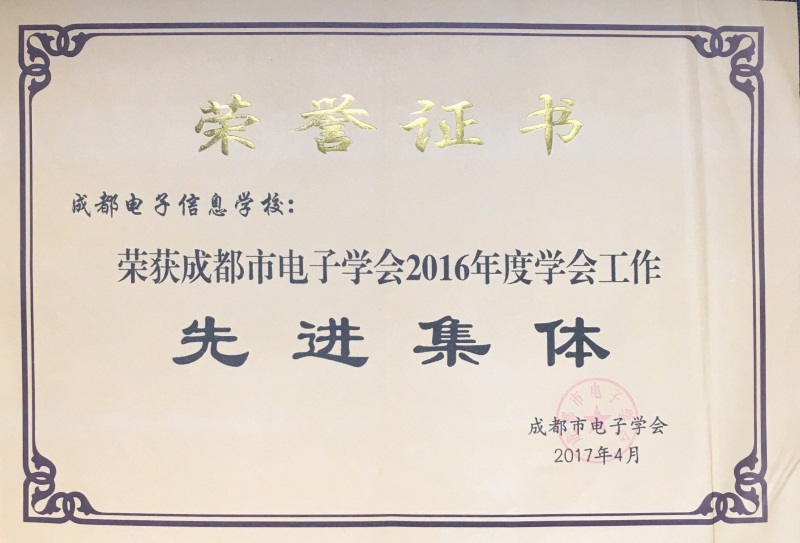 荣誉证书
成都电子信息学校：
荣获成都市电子学会2016年度学会工作
先进集体
成都市电子学会
2017年4月